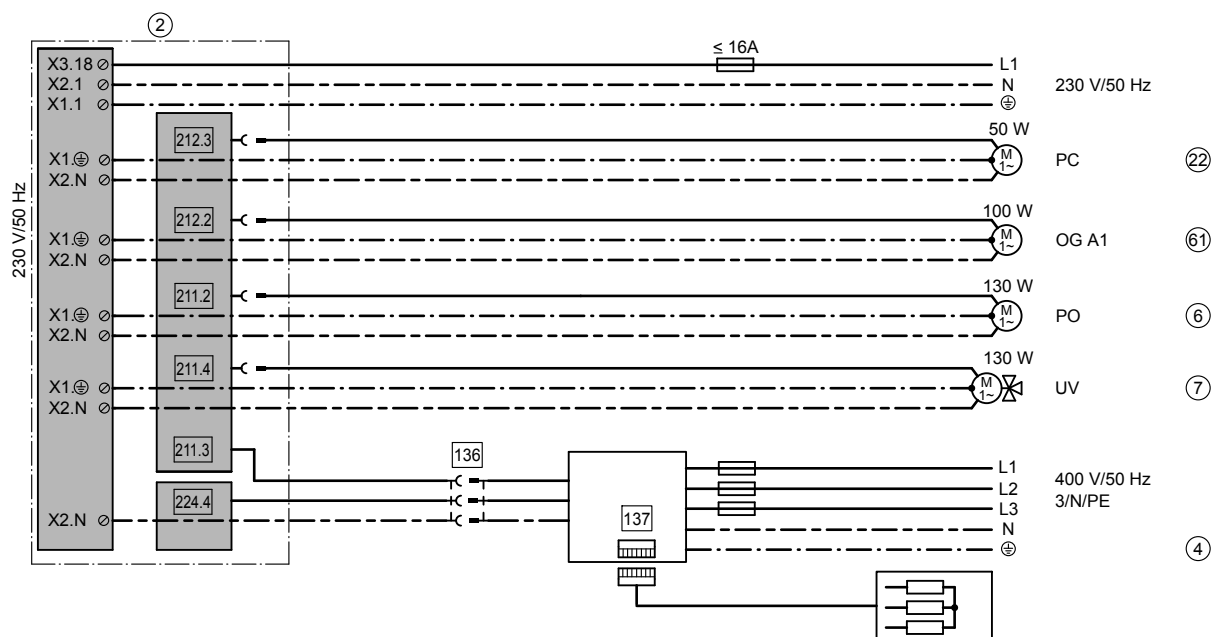 2
≤ 16A
X3.18 L1
X2.1 N 230 V/50 Hz
X1.1
50 W
212.3
X1. M 1~ PC 22
X2.N
230 V/50 Hz
100 W
212.2
X1. M 1~ OG A1 61
X2.N
130 W
211.2
X1. M 1~ PO 6
X2.N
130 W
211.4
X1. M 1~ UV 7
X2.N
211.3 136
L1
400 V/50 Hz
L2
3/N/PE
224.4
L3
X2.N 137 N
4